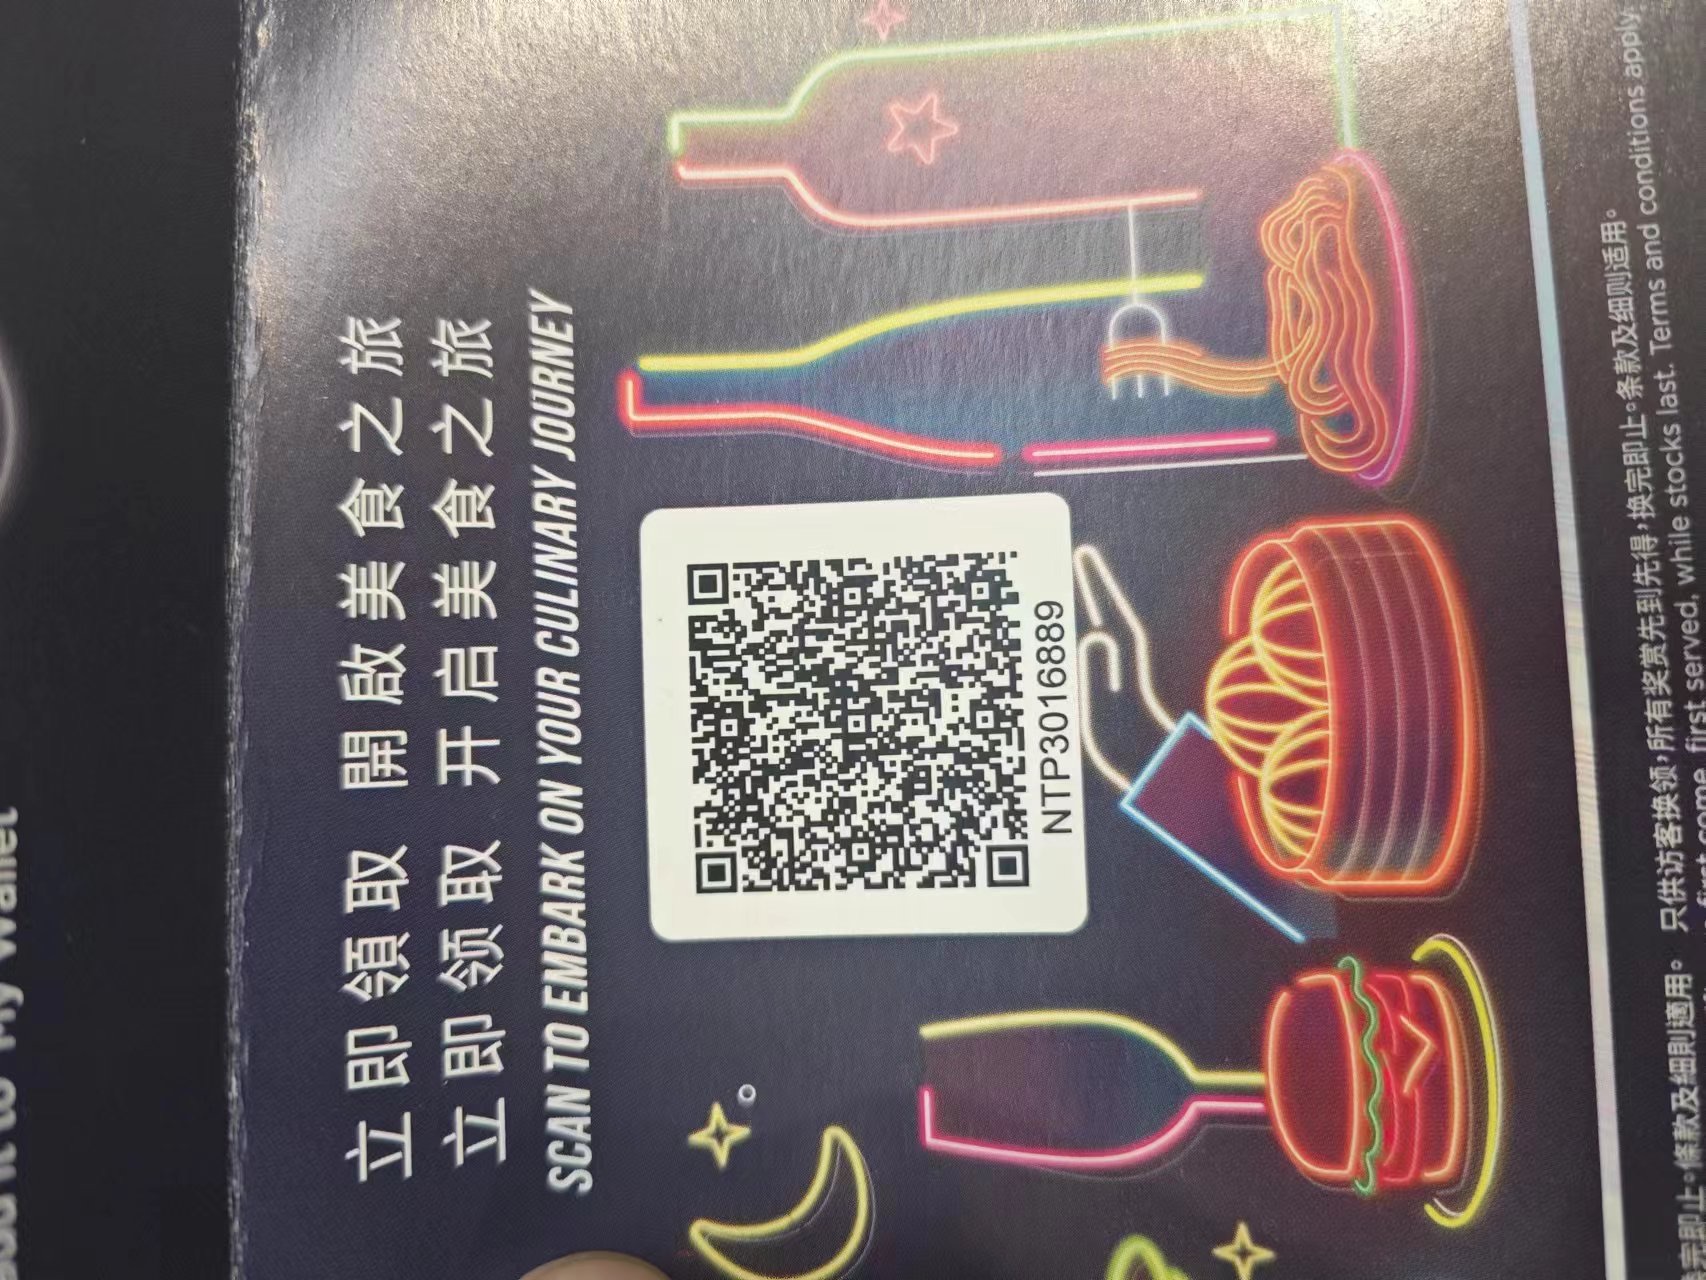 to My Wallet
立即領取 開啟美食之旅
立即领取 开启美食之旅
SCAN TO EMBARK ON YOUR CULINARY JOURNEY
NTP3016889
完即止。條款及細則適用。 只供访客换领,所有奖赏先到先得,换完即止。条款及细则适用。
first come, first served, while stocks last. Terms and conditions apply.